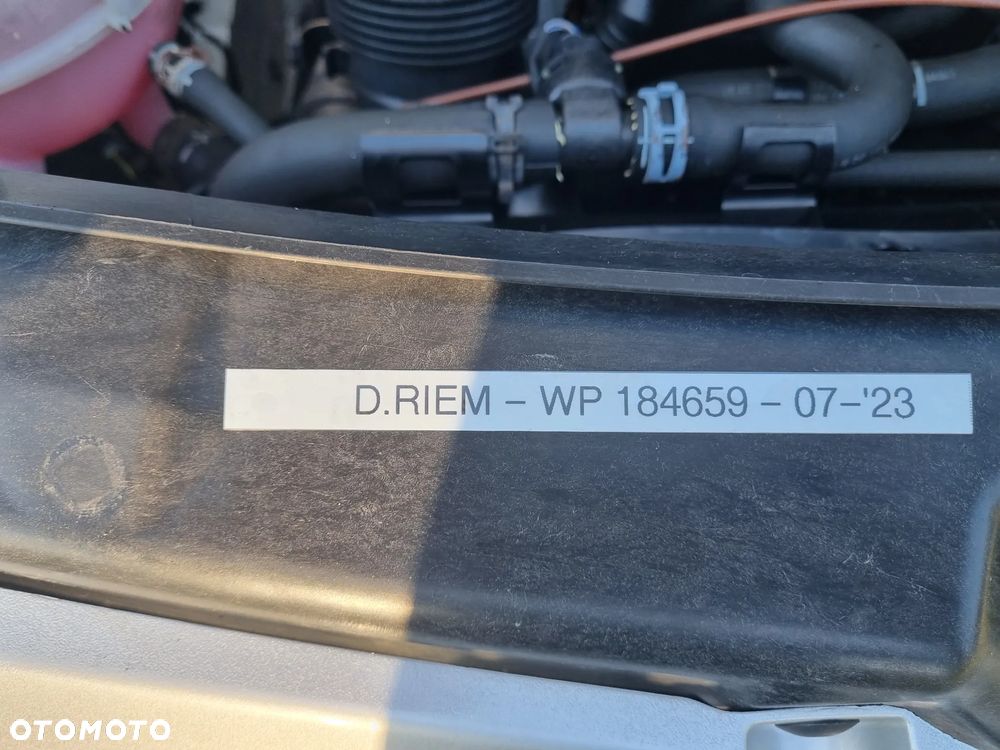 D.RIEM – WP 184659 – 07–'23
OTOMOTO